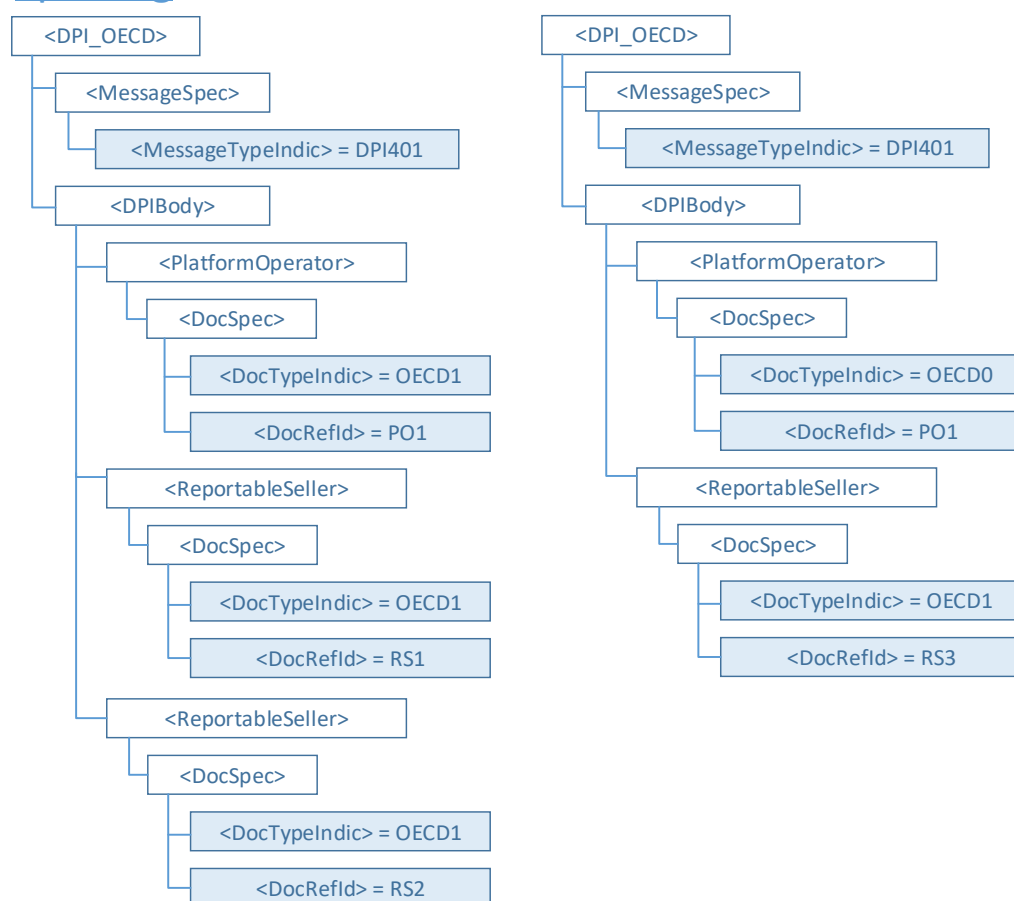 <DPI_OECD>
<MessageSpec>
<MessageTypeIndic> = DPI401
<DPIBody>
<PlatformOperator>
<DocSpec>
<DocTypeIndic> = OECD1
<DocRefId> = PO1
<ReportableSeller>
<DocSpec>
<DocTypeIndic> = OECD1
<DocRefId> = RS1
<ReportableSeller>
<DocSpec>
<DocTypeIndic> = OECD1
<DocRefId> = RS2
<DPI_OECD>
<MessageSpec>
<MessageTypeIndic> = DPI401
<DPIBody>
<PlatformOperator>
<DocSpec>
<DocTypeIndic> = OECD0
<DocRefId> = PO1
<ReportableSeller>
<DocSpec>
<DocTypeIndic> = OECD1
<DocRefId> = RS3